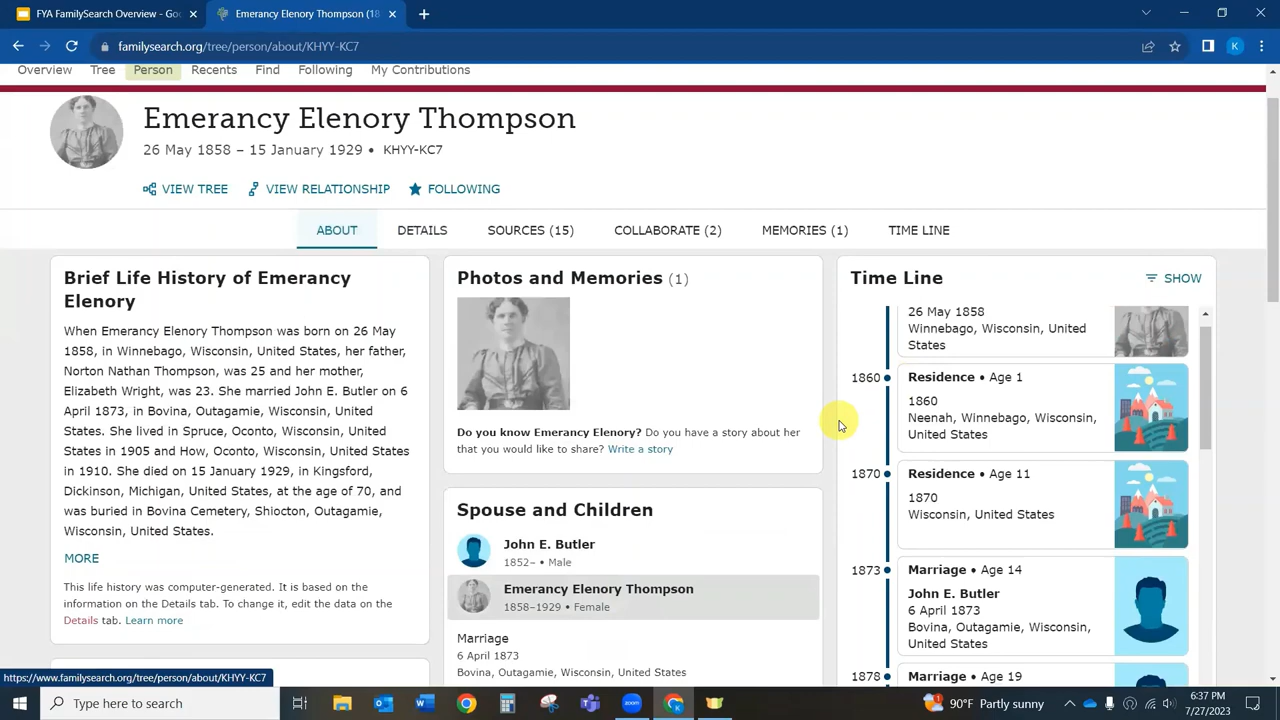 FYA FamilySearch Overview - Goo
Emerancy Elenory Thompson (18
familysearch.org/tree/person/about/KHYY-KC7
K
Overview
Tree
Person
Recents
Find
Following
My Contributions
Emerancy Elenory Thompson
26 May 1858 – 15 January 1929 • KHYY-KC7
VIEW TREE
VIEW RELATIONSHIP
FOLLOWING
ABOUT
DETAILS
SOURCES (15)
COLLABORATE (2)
MEMORIES (1)
TIME LINE
Brief Life History of Emerancy
Elenory
When Emerancy Elenory Thompson was born on 26 May
1858, in Winnebago, Wisconsin, United States, her father,
Norton Nathan Thompson, was 25 and her mother,
Elizabeth Wright, was 23. She married John E. Butler on 6
April 1873, in Bovina, Outagamie, Wisconsin, United
States. She lived in Spruce, Oconto, Wisconsin, United
States in 1905 and How, Oconto, Wisconsin, United States
in 1910. She died on 15 January 1929, in Kingsford,
Dickinson, Michigan, United States, at the age of 70, and
was buried in Bovina Cemetery, Shiocton, Outagamie,
Wisconsin, United States.
MORE
This life history was computer-generated. It is based on the
information on the Details tab. To change it, edit the data on the
Details tab. Learn more
Photos and Memories (1)
Do you know Emerancy Elenory? Do you have a story about her
that you would like to share? Write a story
Spouse and Children
John E. Butler
1852– • Male
Emerancy Elenory Thompson
1858–1929 • Female
Marriage
6 April 1873
Bovina, Outagamie, Wisconsin, United States
Time Line
SHOW
26 May 1858
Winnebago, Wisconsin, United
States
1860
Residence • Age 1
1860
Neenah, Winnebago, Wisconsin,
United States
1870
Residence • Age 11
1870
Wisconsin, United States
1873
Marriage • Age 14
John E. Butler
6 April 1873
Bovina, Outagamie, Wisconsin,
United States
1878
Marriage • Age 19
https://www.familysearch.org/tree/person/about/KHYY-KC7
Type here to search
zoom
90°F Partly sunny
6:37 PM
7/27/2023